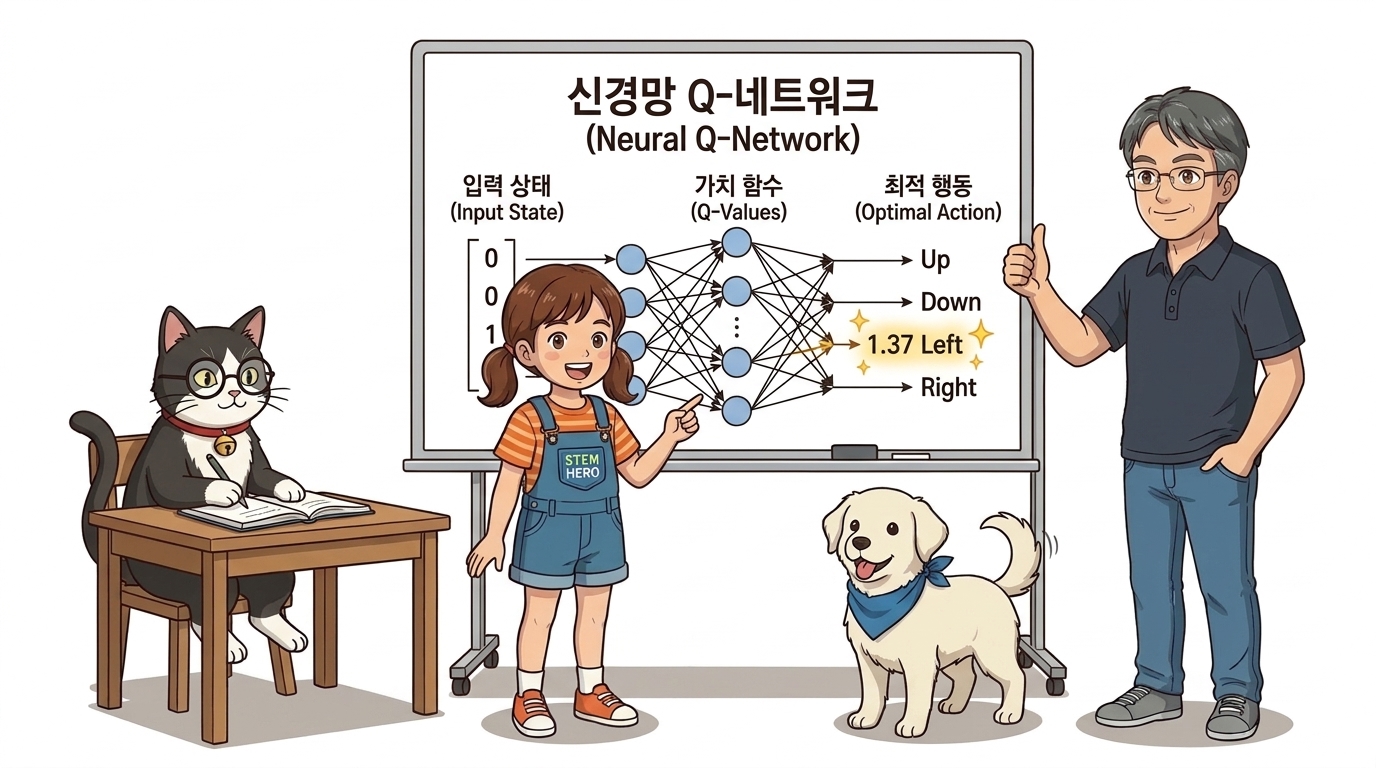 신경망 Q-네트워크
(Neural Q-Network)
입력 상태
(Input State)
가치 함수
(Q-Values)
최적 행동
(Optimal Action)
0
0
1
Up
Down
1.37 Left
Right
STEM
HERO